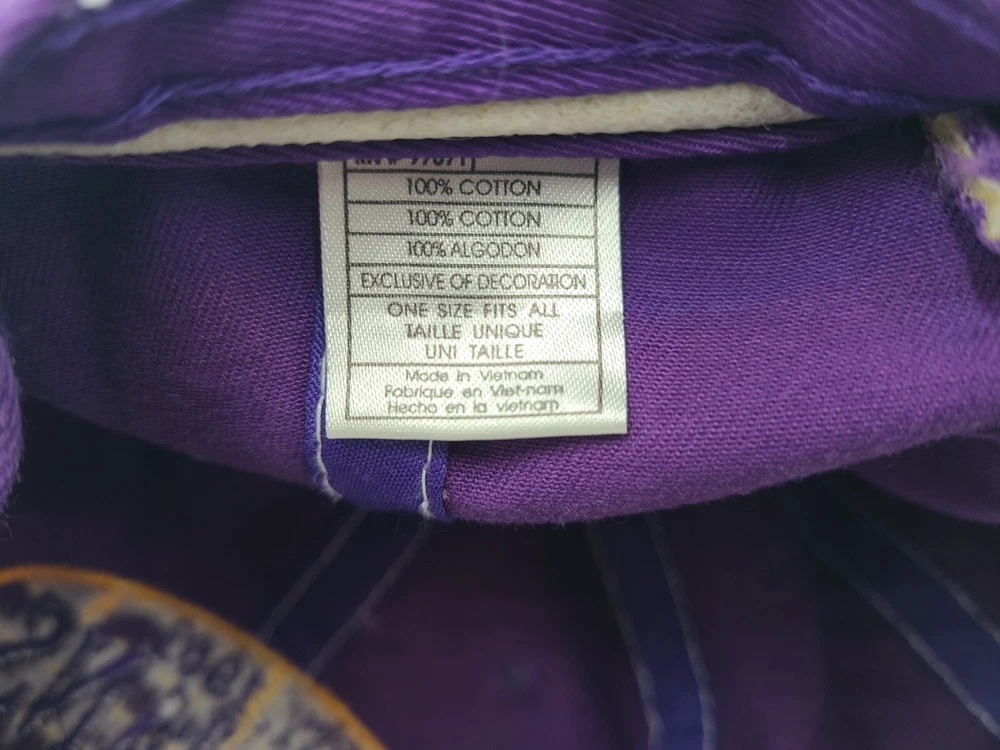 100% COTTON
100% COTTON
100% ALGODON
EXCLUSIVE OF DECORATION
ONE SIZE FITS ALL
TAILLE UNIQUE
UNI TAILLE
Made in Vietnam
Fabrique en Viet-nam
Hecho en la vietnam